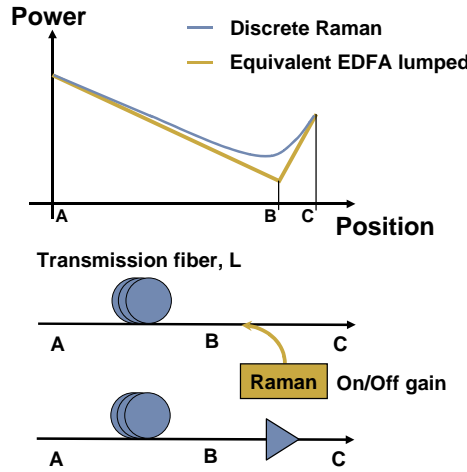 Power
Discrete Raman
Equivalent EDFA lumped
A
B
C
Position
Transmission fiber, L
A
B
C
Raman
On/Off gain
A
B
C